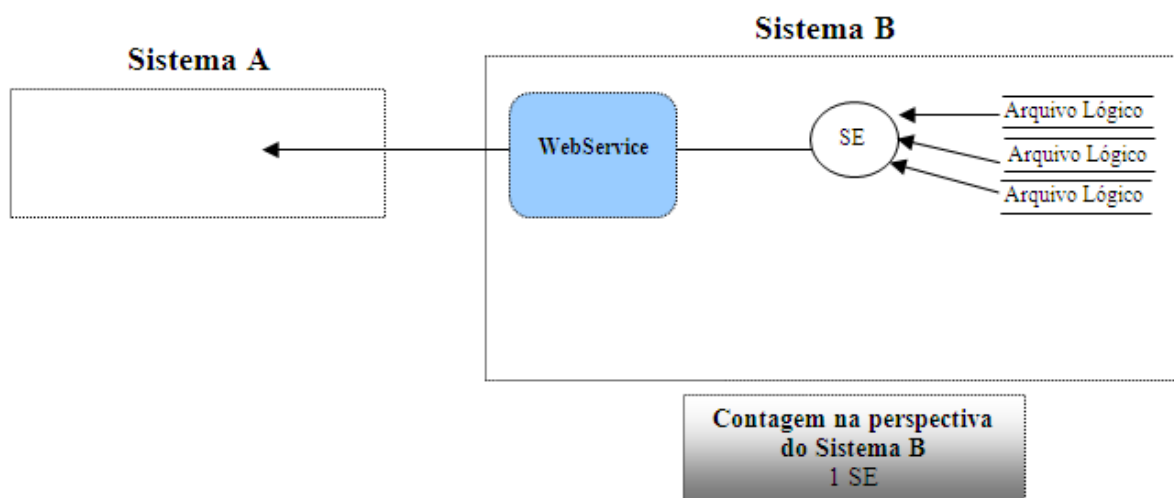 Sistema B
Sistema A
WebService
SE
Arquivo Lógico
Arquivo Lógico
Arquivo Lógico
Contagem na perspectiva
do Sistema B
1 SE